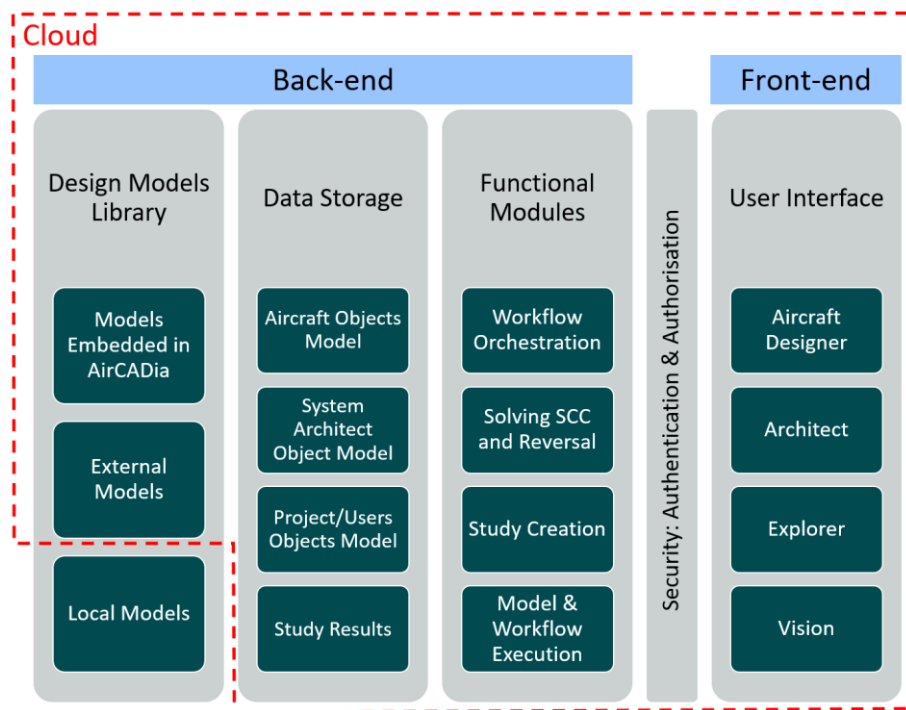 Cloud
Back-end
Front-end
Design Models
Library
Models
Embedded in
AirCADia
External
Models
Local Models
Data Storage
Aircraft Objects
Model
System
Architect
Object Model
Project/Users
Objects Model
Study Results
Functional
Modules
Workflow
Orchestration
Solving SCC
and Reversal
Study Creation
Model &
Workflow
Execution
Security: Authentication & Authorisation
User Interface
Aircraft
Designer
Architect
Explorer
Vision